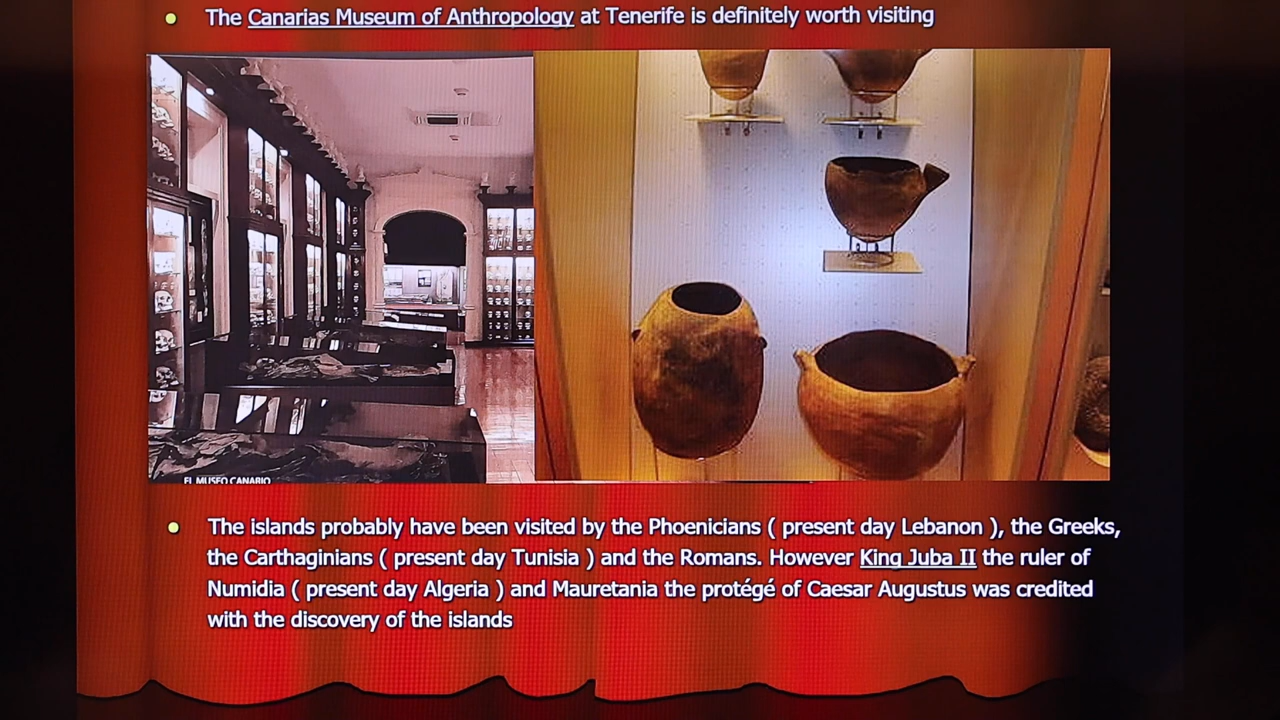 The Canarias Museum of Anthropology at Tenerife is definitely worth visiting
EL MUSEO CANARIO
The islands probably have been visited by the Phoenicians ( present day Lebanon ), the Greeks,
the Carthaginians ( present day Tunisia ) and the Romans. However King Juba II the ruler of
Numidia ( present day Algeria ) and Mauretania the protégé of Caesar Augustus was credited
with the discovery of the islands